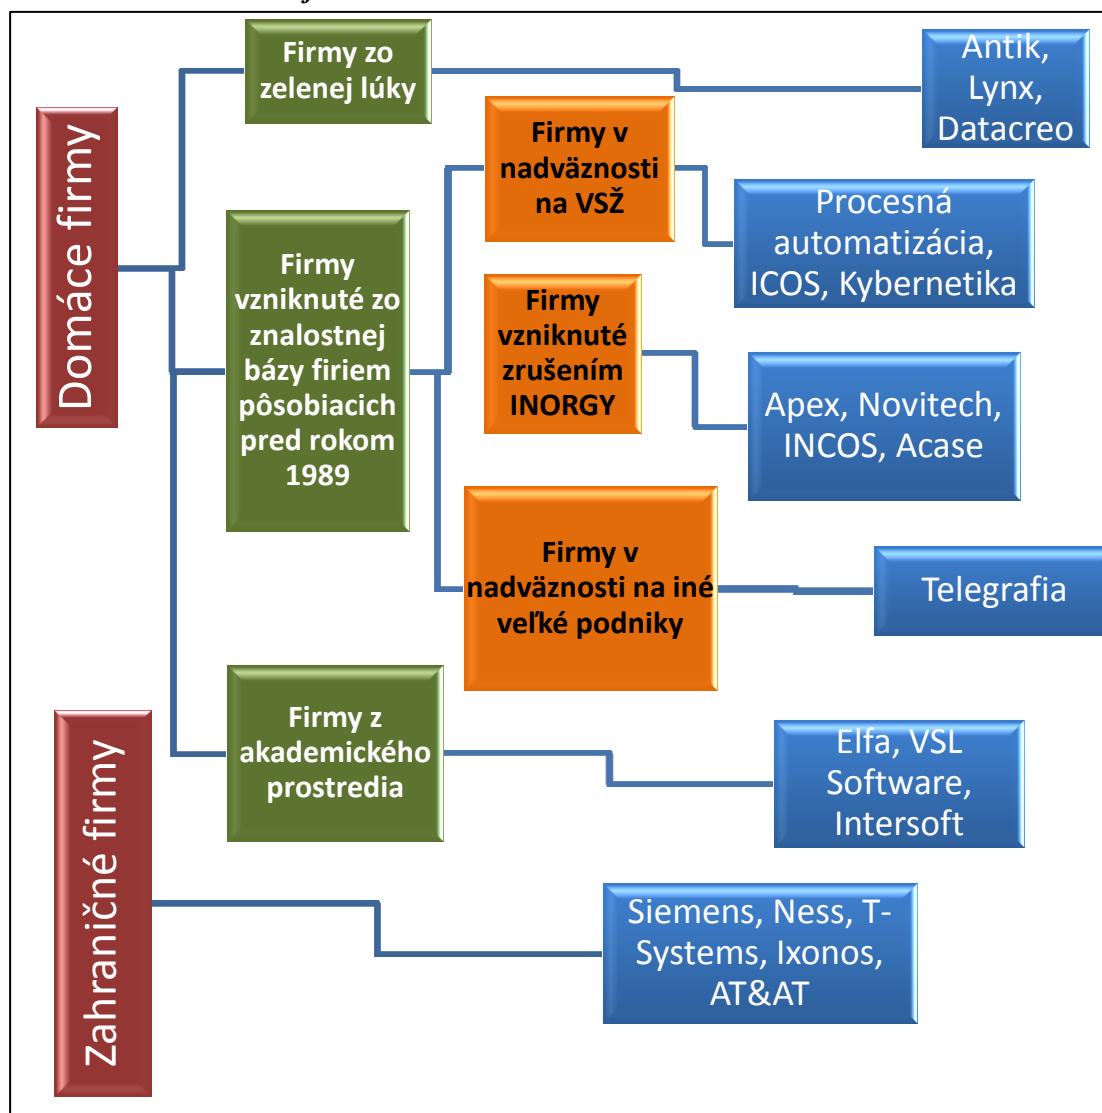 Domáce firmy
Firmy zo
zelenej lúky
Antik,
Lynx,
Datacreo
Firmy
vzniknuté zo
znalostnej
bázy firiem
pôsobiacich
pred rokom
1989
Firmy v
nadväznosti
na VSŽ
Procesná
automatizácia,
ICOS, Kybernetika
Firmy
vzniknuté
zrušením
INORGY
Apex, Novitech,
INCOS, Acase
Firmy v
nadväznosti na iné
veľké podniky
Telegrafia
Firmy z
akademického
prostredia
Elfa, VSL
Software,
Intersoft
Zahraničné firmy
Siemens, Ness, T-
Systems, Ixonos,
AT&AT